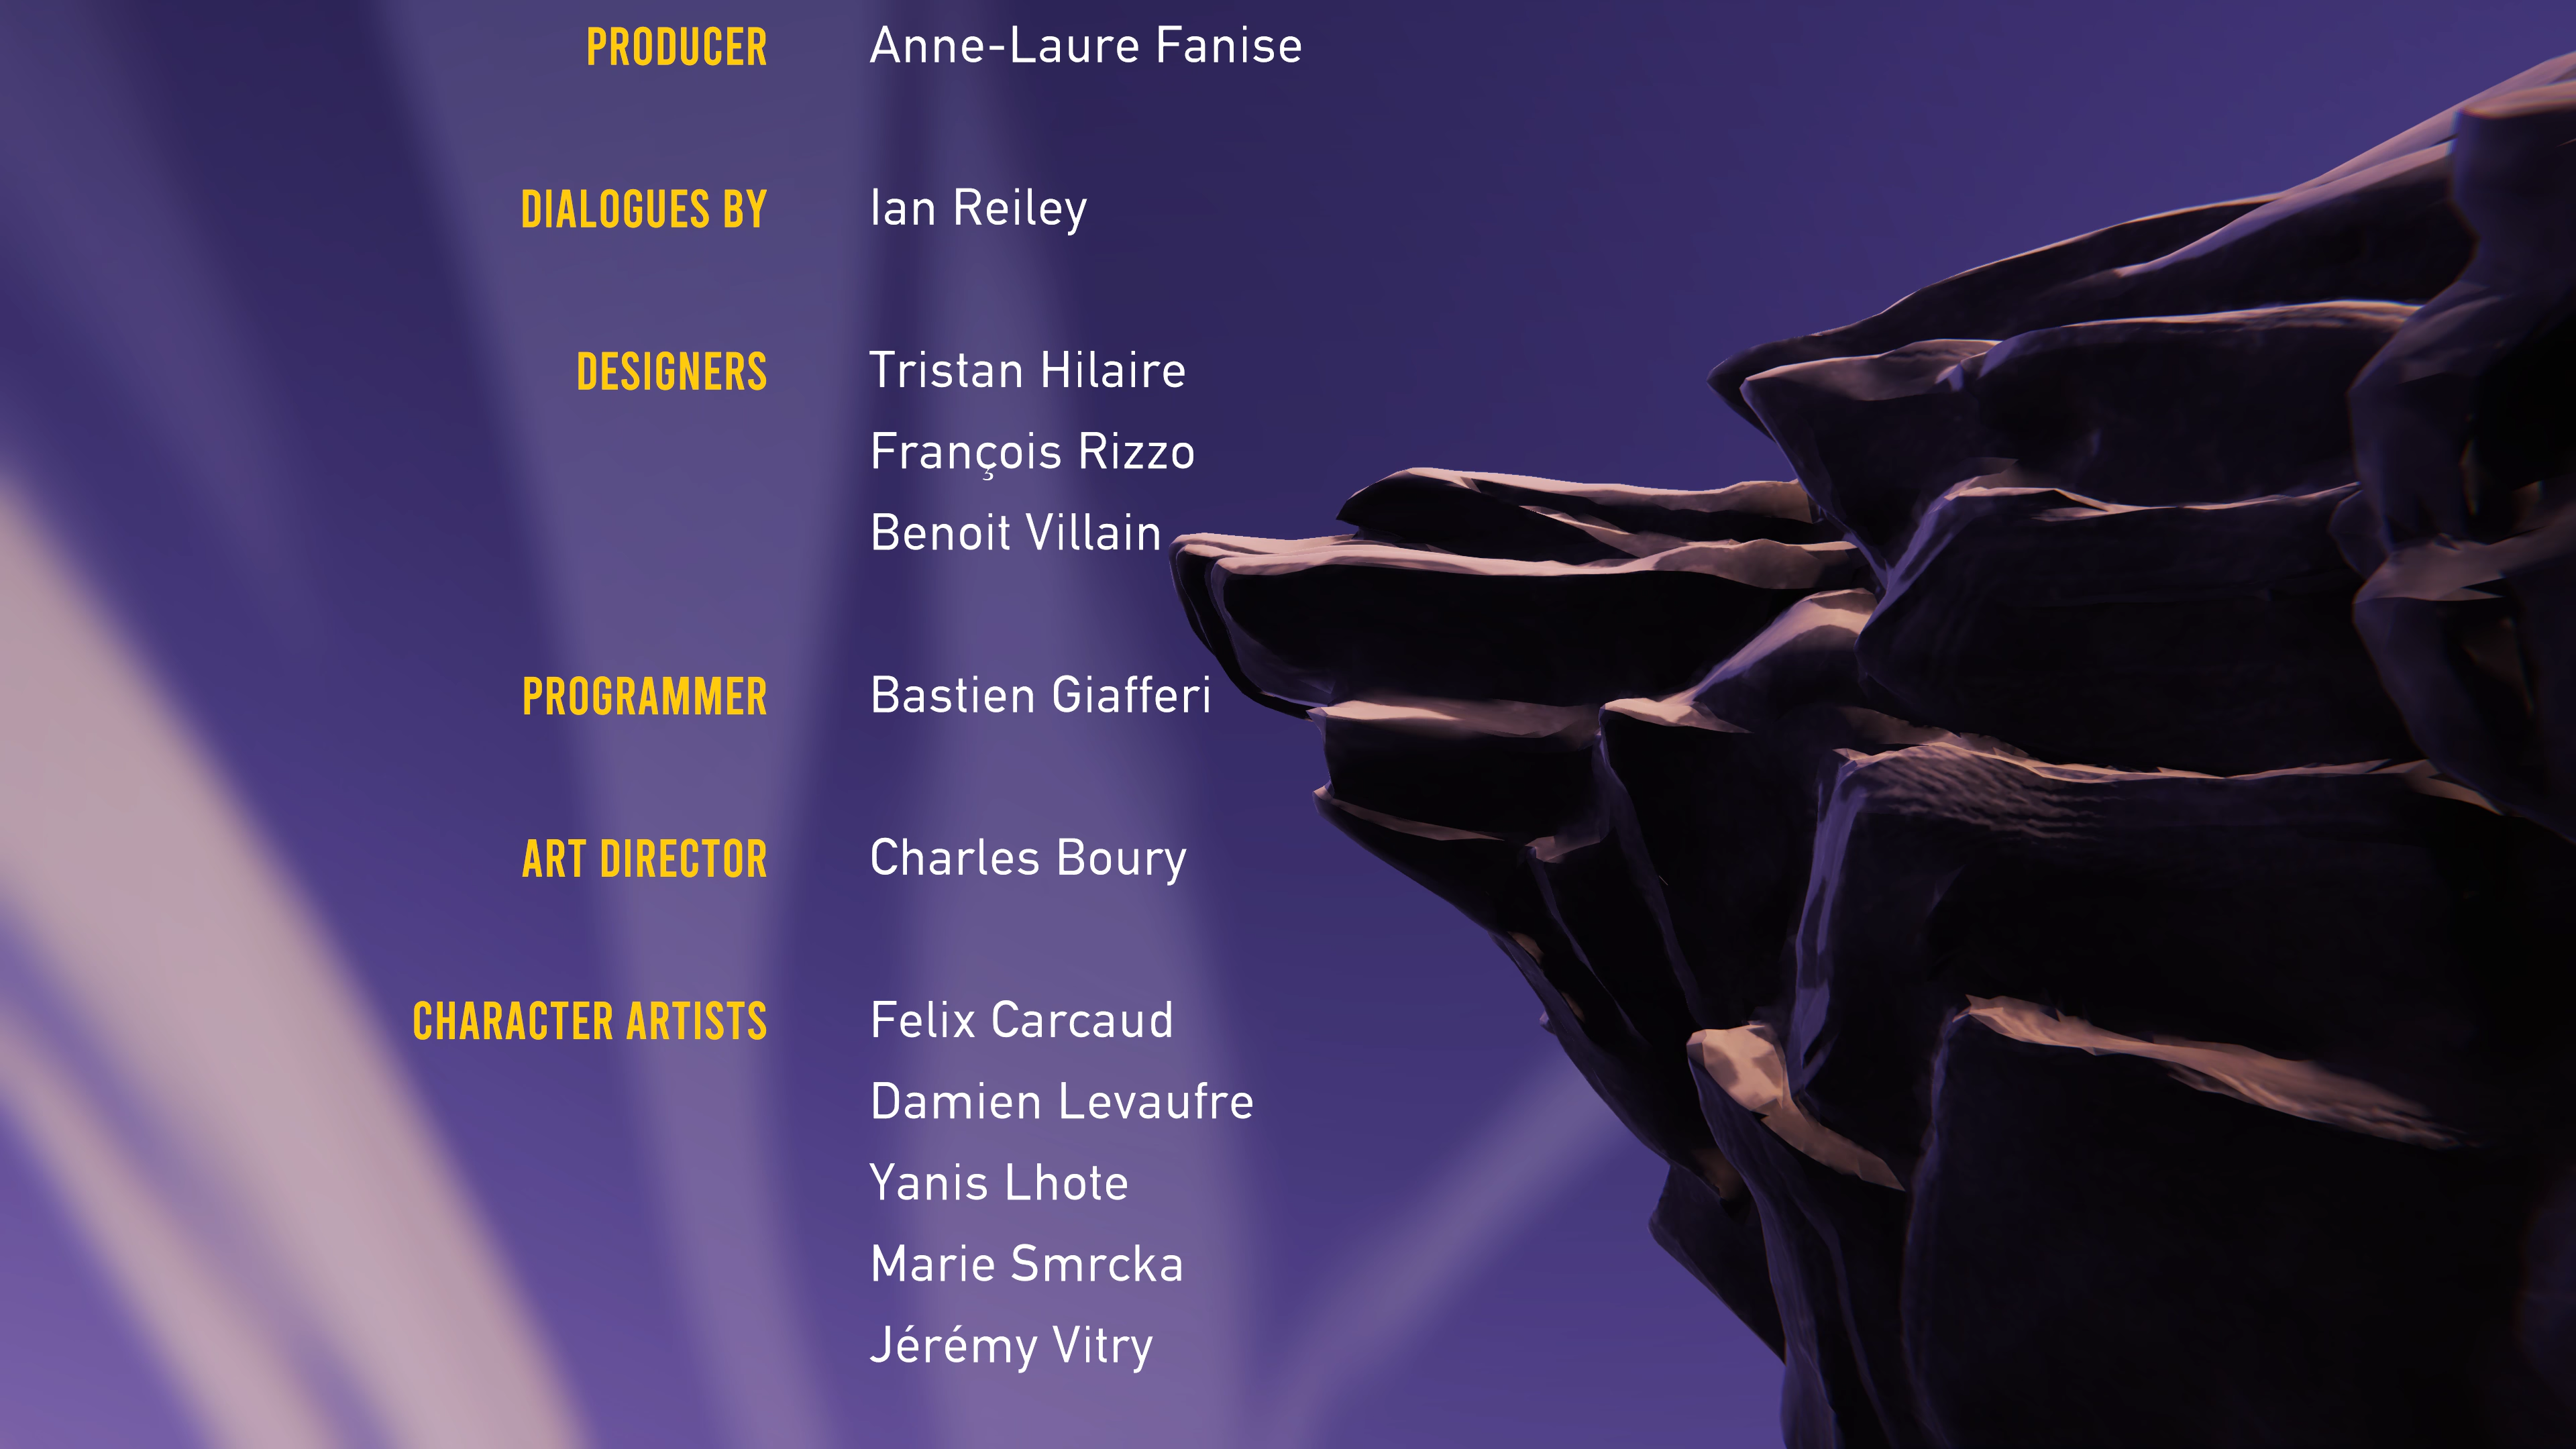 PRODUCER Anne-Laure Fanise
DIALOGUES BY Ian Reiley
DESIGNERS Tristan Hilaire
François Rizzo
Benoit Villain
PROGRAMMER Bastien Giafferi
ART DIRECTOR Charles Boury
CHARACTER ARTISTS Felix Carcaud
Damien Levaufre
Yanis Lhote
Marie Smrcka
Jérémy Vitry